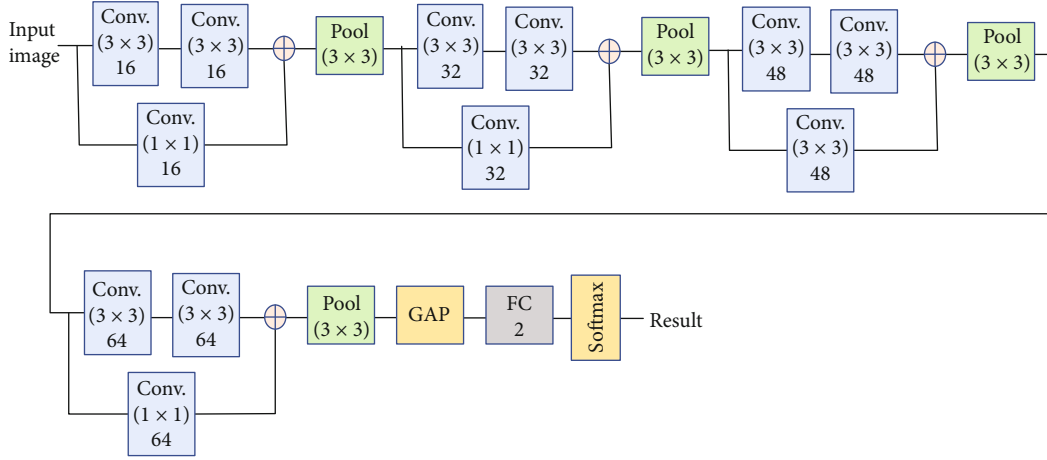 Input
image
Conv.
(3 × 3)
16
Conv.
(3 × 3)
16
Conv.
(1 × 1)
16
Pool
(3 × 3)
Conv.
(3 × 3)
32
Conv.
(3 × 3)
32
Conv.
(1 × 1)
32
Pool
(3 × 3)
Conv.
(3 × 3)
48
Conv.
(3 × 3)
48
Conv.
(3 × 3)
48
Pool
(3 × 3)
Conv.
(3 × 3)
64
Conv.
(3 × 3)
64
Conv.
(1 × 1)
64
Pool
(3 × 3)
GAP
FC
2
Softmax
Result